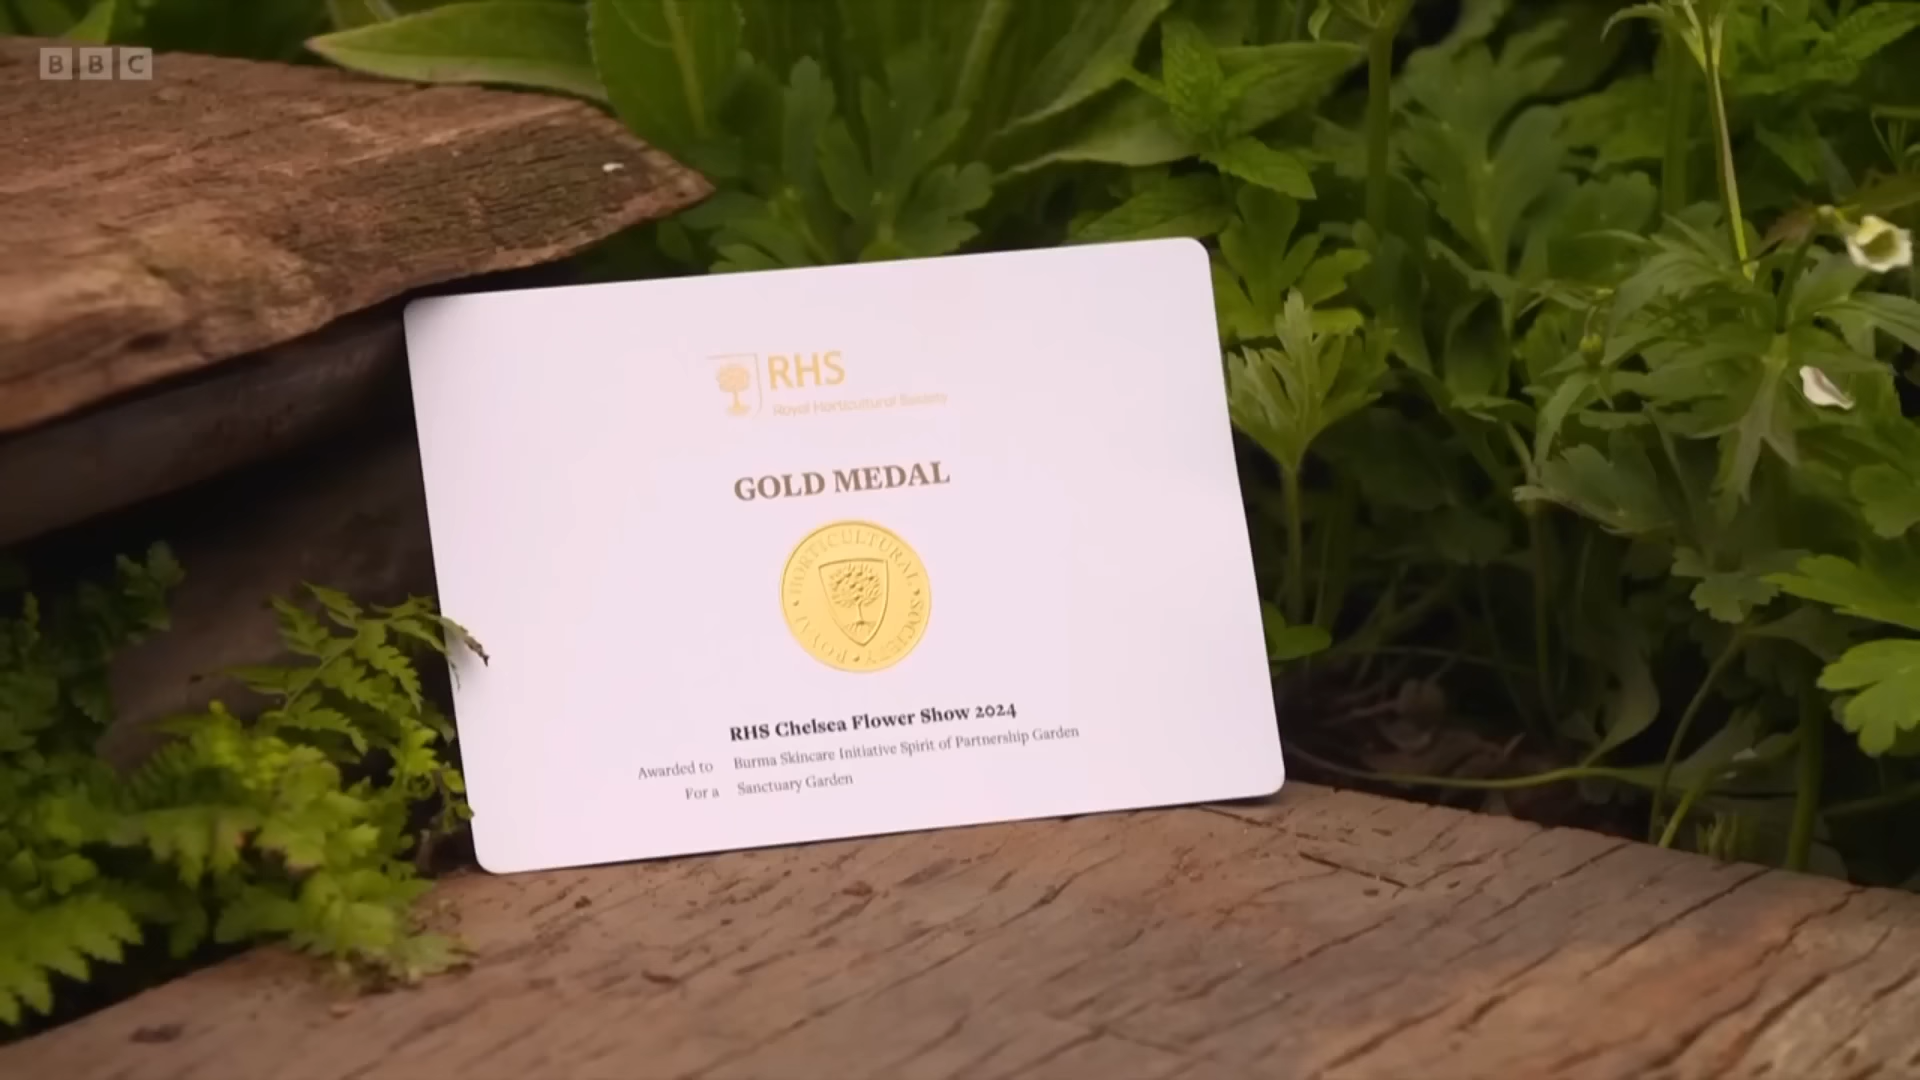 BBC
RHS
Royal Horticultural Society
GOLD MEDAL
ROYAL • HORTICULTURAL • SOCIETY •
RHS Chelsea Flower Show 2024
Awarded to Burma Skincare Initiative Spirit of Partnership Garden
For a Sanctuary Garden